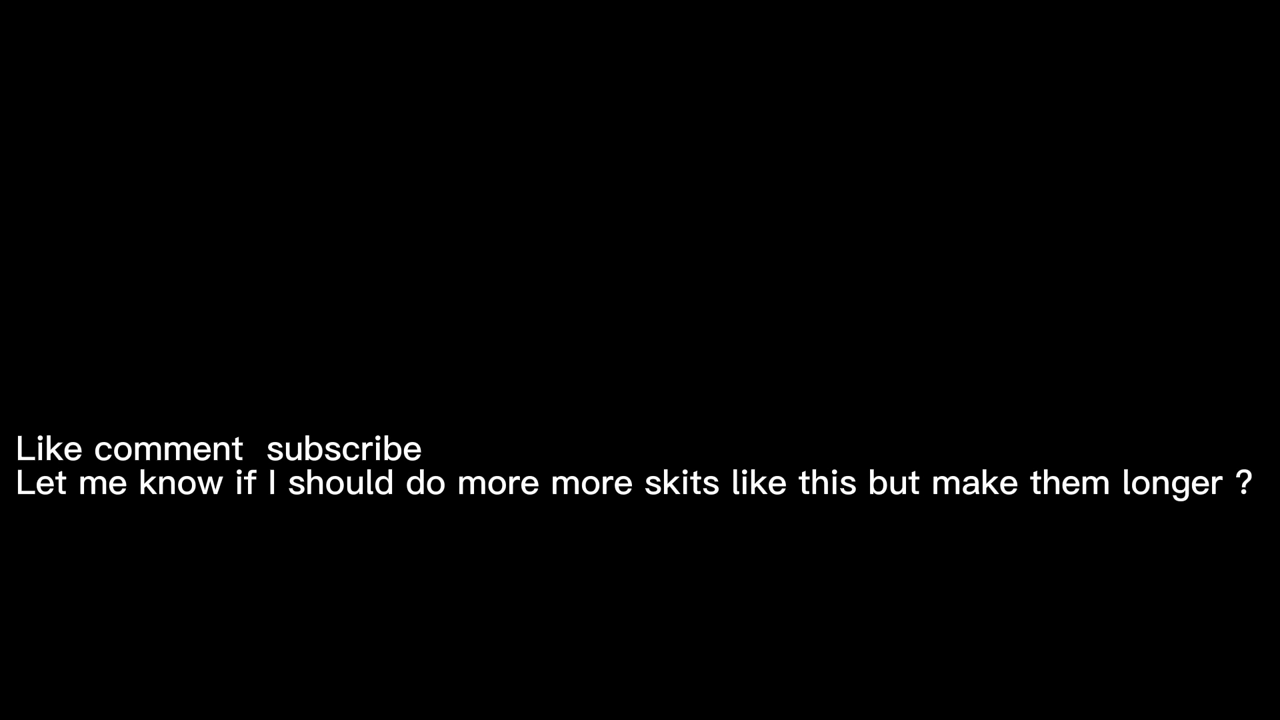 Like comment  subscribe
Let me know if I should do more more skits like this but make them longer ?